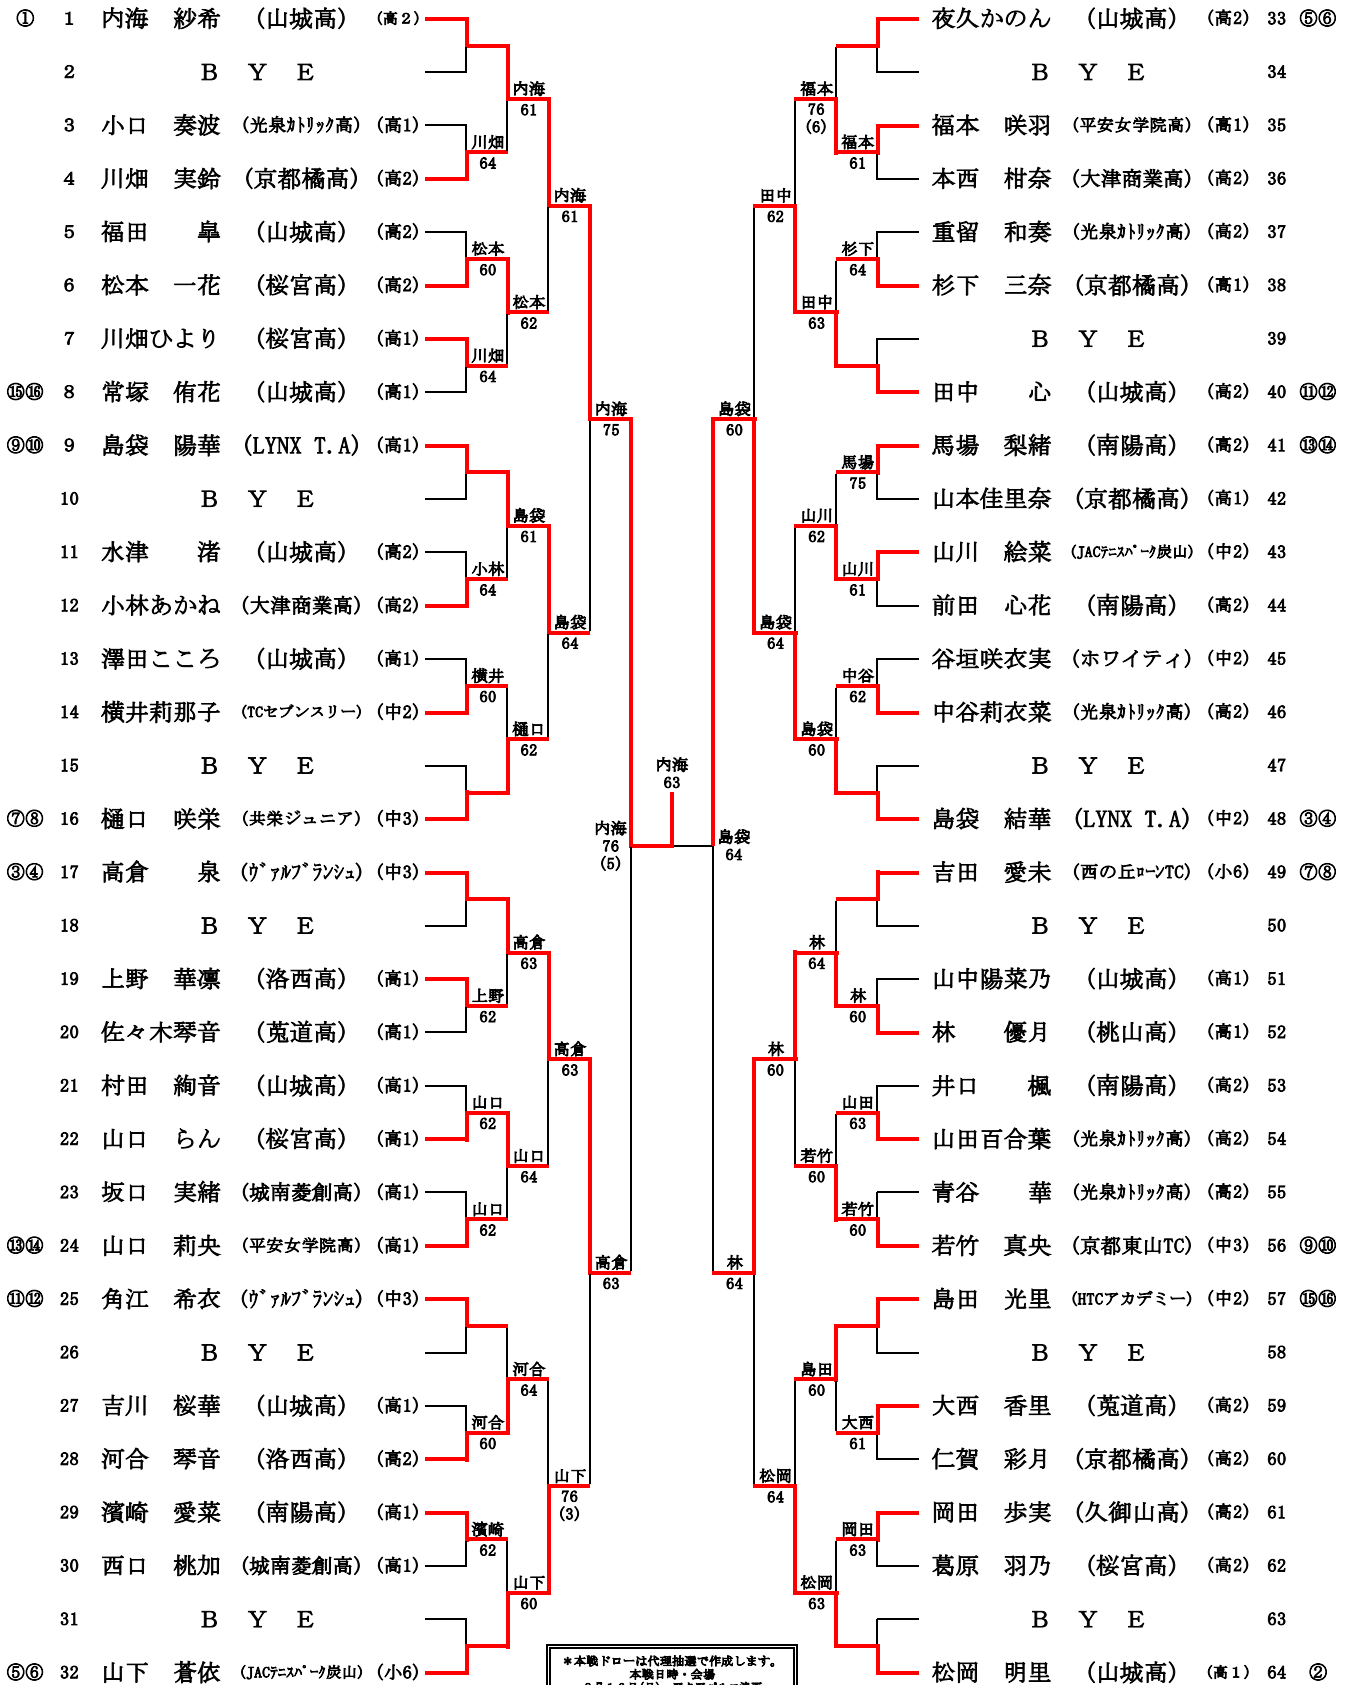 ① 1 内海 紗希 (山城高) (高2)
2 B Y E
3 小口 奏波 (光泉カトリック高) (高1)
4 川畑 実鈴 (京都橘高) (高2)
5 福田 皐 (山城高) (高2)
6 松本 一花 (桜宮高) (高2)
7 川畑ひより (桜宮高) (高1)
⑮⑯ 8 常塚 侑花 (山城高) (高1)
⑨⑩ 9 島袋 陽華 (LYNX T.A) (高1)
10 B Y E
11 水津 渚 (山城高) (高2)
12 小林あかね (大津商業高) (高2)
13 澤田こころ (山城高) (高1)
14 横井莉那子 (TCセブンスリー) (中2)
15 B Y E
⑦⑧ 16 樋口 咲栄 (共栄ジュニア) (中3)
③④ 17 高倉 泉 (ヴァルブランシュ) (中3)
18 B Y E
19 上野 華凛 (洛西高) (高1)
20 佐々木琴音 (莵道高) (高1)
21 村田 絢音 (山城高) (高1)
22 山口 らん (桜宮高) (高1)
23 坂口 実緒 (城南菱創高) (高1)
⑬⑭ 24 山口 莉央 (平安女学院高) (高1)
⑪⑫ 25 角江 希衣 (ヴァルブランシュ) (中3)
26 B Y E
27 吉川 桜華 (山城高) (高1)
28 河合 琴音 (洛西高) (高2)
29 濱崎 愛菜 (南陽高) (高1)
30 西口 桃加 (城南菱創高) (高1)
31 B Y E
⑤⑥ 32 山下 蒼依 (JACテニスパーク炭山) (小6)
川畑
64
松本
60
川畑
64
小林
64
横井
60
上野
62
山口
62
山口
62
河合
60
濱崎
62
内海
61
松本
62
島袋
61
樋口
62
高倉
63
山口
64
河合
64
山下
60
内海
61
島袋
64
高倉
63
山下
76
(3)
内海
75
高倉
63
内海
76
(5)
内海
63
島袋
64
島袋
60
林
64
田中
62
島袋
64
林
60
松岡
64
福本
76
(6)
田中
63
山川
62
島袋
60
林
64
若竹
60
島田
60
松岡
63
福本
61
杉下
64
馬場
75
山川
61
中谷
62
林
60
山田
63
若竹
60
大西
61
岡田
63
夜久かのん (山城高) (高2) 33 ⑤⑥
B Y E 34
福本 咲羽 (平安女学院高) (高1) 35
本西 柑奈 (大津商業高) (高2) 36
重留 和奏 (光泉カトリック高) (高2) 37
杉下 三奈 (京都橘高) (高1) 38
B Y E 39
田中 心 (山城高) (高2) 40 ⑪⑫
馬場 梨緒 (南陽高) (高2) 41 ⑬⑭
山本佳里奈 (京都橘高) (高1) 42
山川 絵菜 (JACテニスパーク炭山) (中2) 43
前田 心花 (南陽高) (高2) 44
谷垣咲衣実 (ホワイティ) (中2) 45
中谷莉衣菜 (光泉カトリック高) (高2) 46
B Y E 47
島袋 結華 (LYNX T.A) (中2) 48 ③④
吉田 愛未 (西の丘ローンTC) (小6) 49 ⑦⑧
B Y E 50
山中陽菜乃 (山城高) (高1) 51
林 優月 (桃山高) (高1) 52
井口 楓 (南陽高) (高2) 53
山田百合葉 (光泉カトリック高) (高2) 54
青谷 華 (光泉カトリック高) (高2) 55
若竹 真央 (京都東山TC) (中3) 56 ⑨⑩
島田 光里 (HTCアカデミー) (中2) 57 ⑮⑯
B Y E 58
大西 香里 (莵道高) (高2) 59
仁賀 彩月 (京都橘高) (高2) 60
岡田 歩実 (久御山高) (高2) 61
葛原 羽乃 (桜宮高) (高2) 62
B Y E 63
松岡 明里 (山城高) (高1) 64 ②
*本戦ドローは代理抽選で作成します。
本戦日時・会場